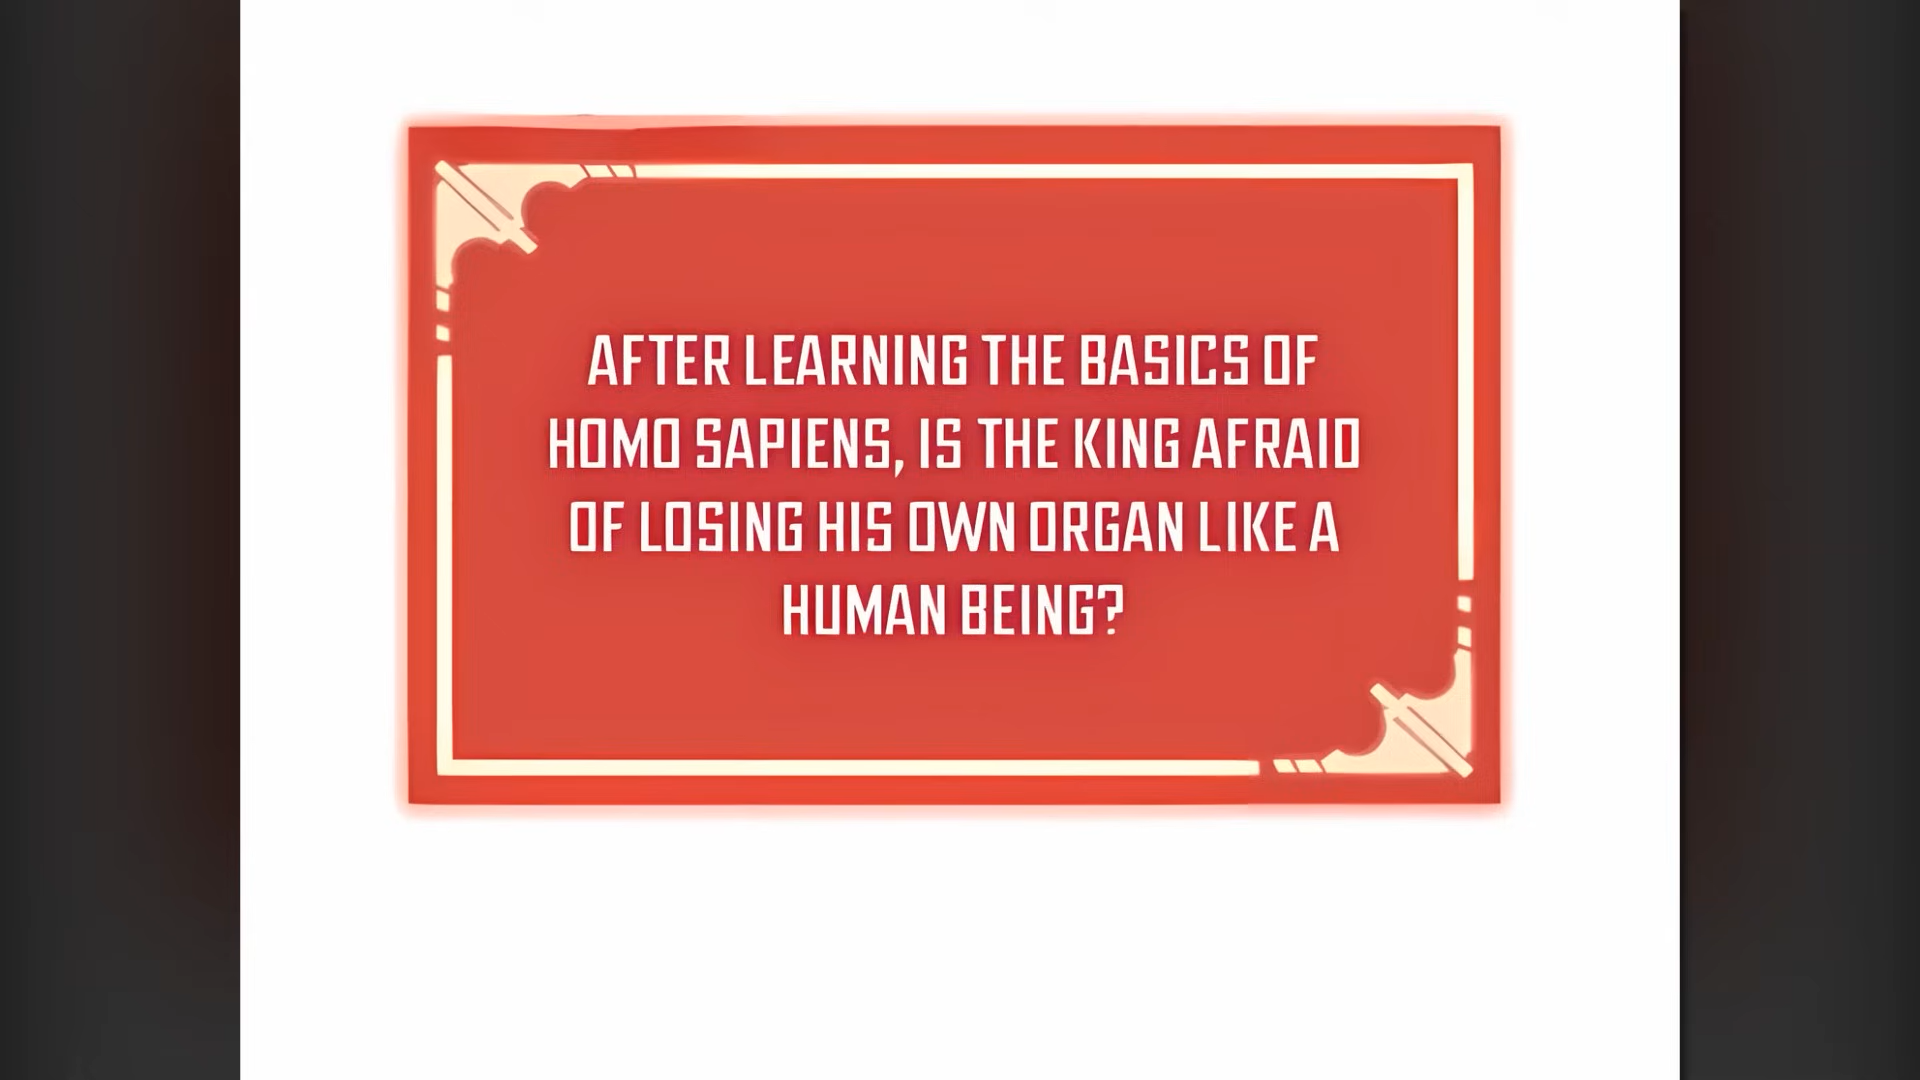 AFTER LEARNING THE BASICS OF
HOMO SAPIENS, IS THE KING AFRAID
OF LOSING HIS OWN ORGAN LIKE A
HUMAN BEING?